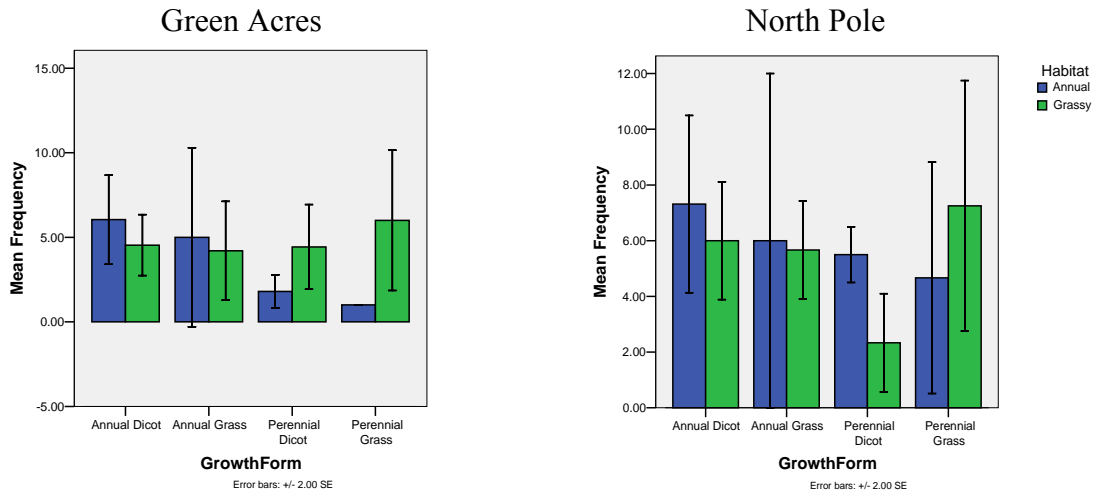 Green Acres
15.00
10.00
5.00
0.00
-5.00
Mean Frequency
Annual Dicot
Annual Grass
Perennial
Dicot
Perennial
Grass
GrowthForm
Error bars: +/- 2.00 SE
North Pole
12.00
10.00
8.00
6.00
4.00
2.00
0.00
Mean Frequency
Annual Dicot
Annual Grass
Perennial
Dicot
Perennial
Grass
GrowthForm
Error bars: +/- 2.00 SE
Habitat
Annual
Grassy